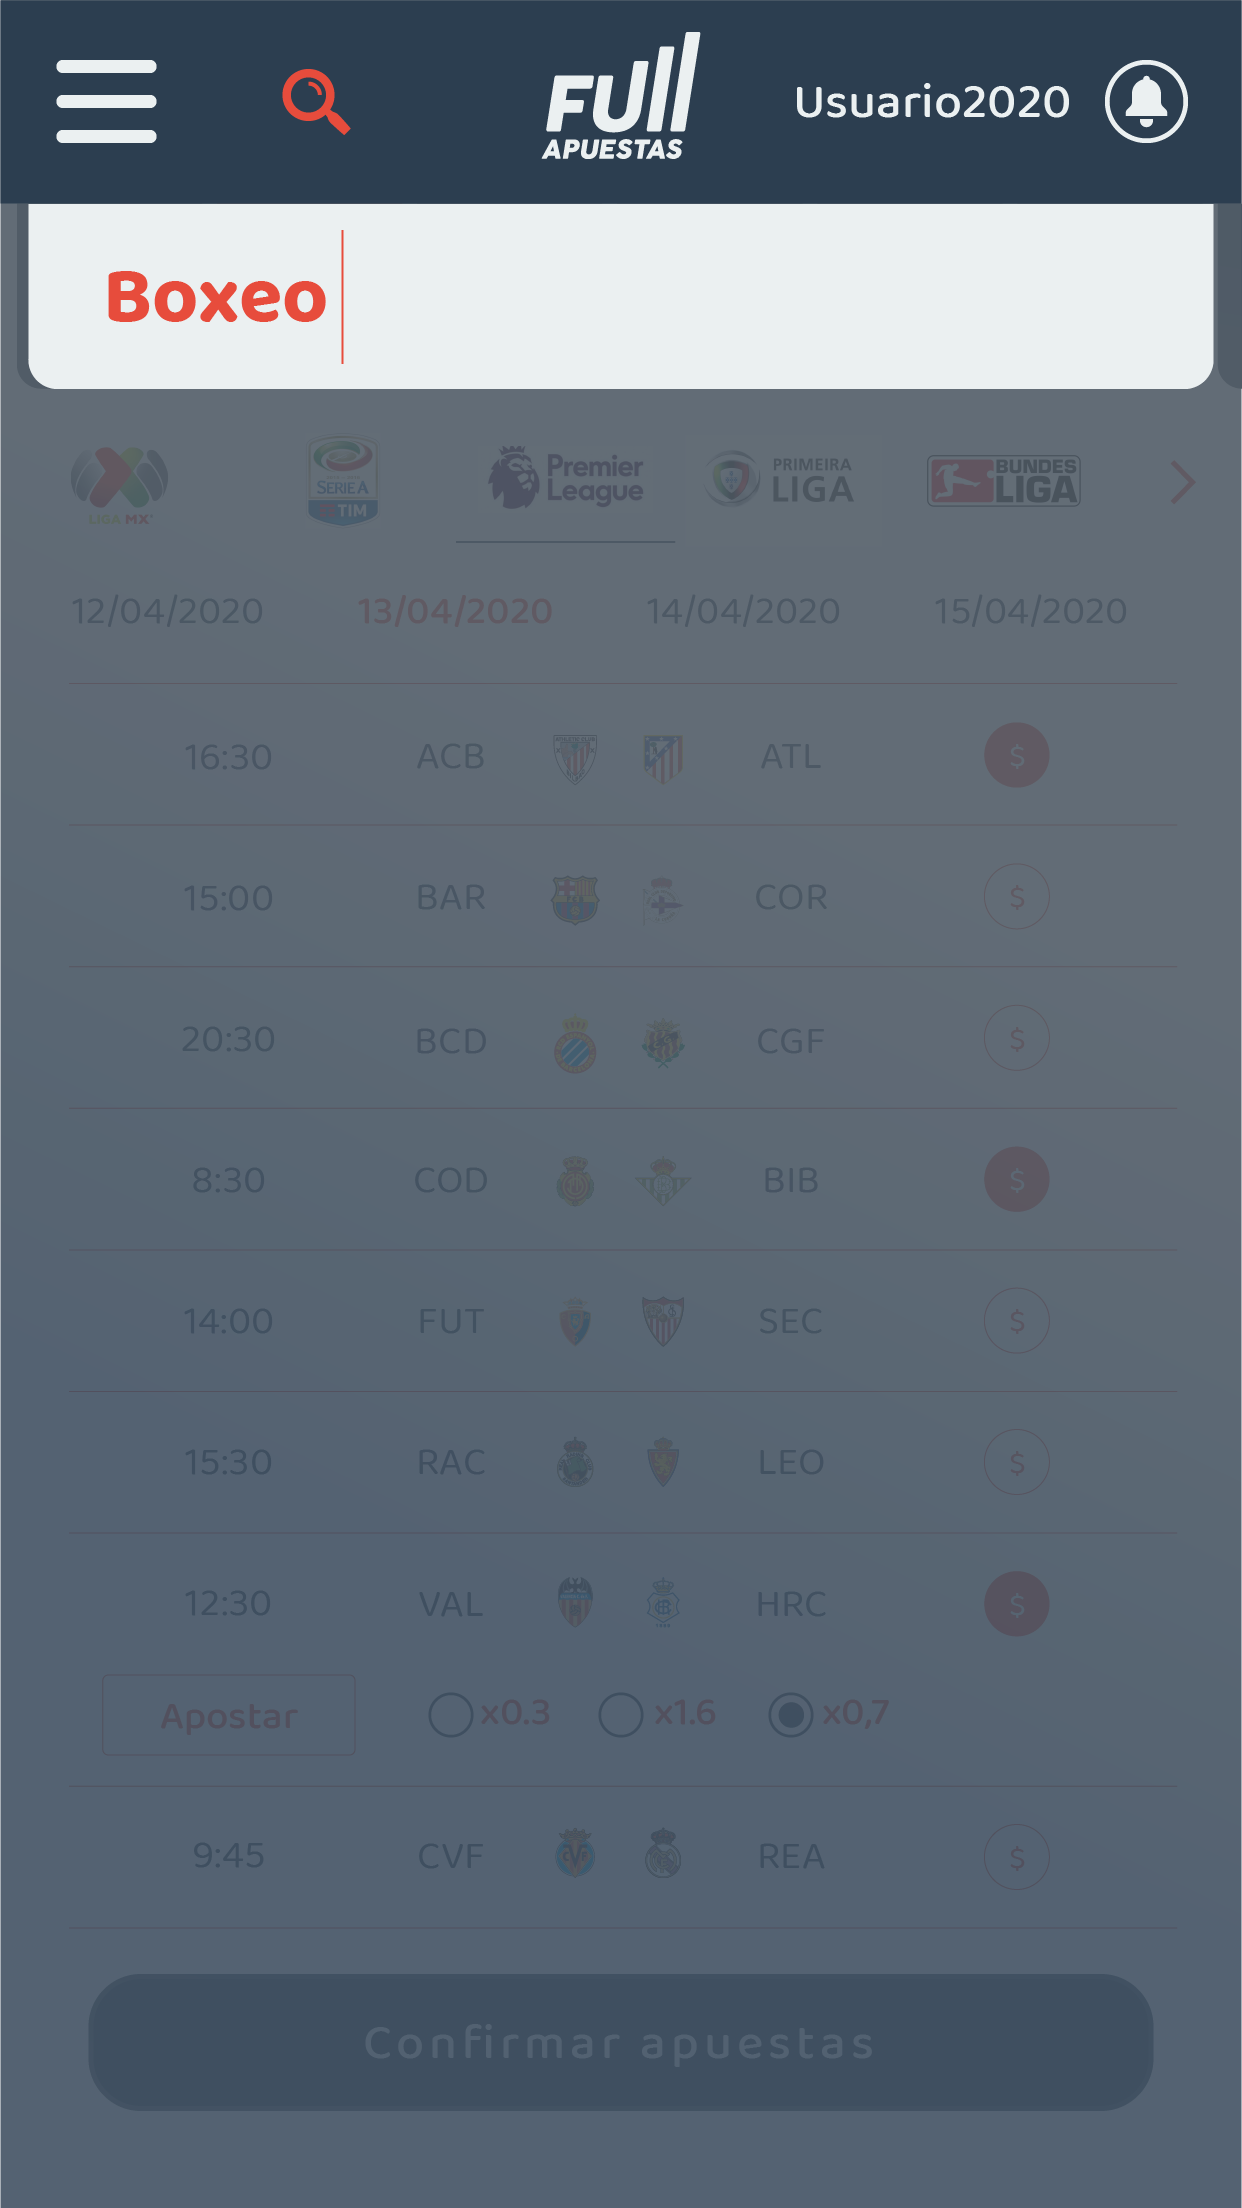 FUll
APUESTAS
Usuario2020
Boxeo
LIGA MX
SERIE A
TIM
Premier
League
PRIMEIRA
LIGA
BUNDES
LIGA
12/04/2020 13/04/2020 14/04/2020 15/04/2020
16:30 ACB ATL $
15:00 BAR COR $
20:30 BCD CGF $
8:30 COD BIB $
14:00 FUT SEC $
15:30 RAC LEO $
12:30 VAL HRC $
Apostar x0.3 x1.6 x0,7
9:45 CVF REA $
Confirmar apuestas